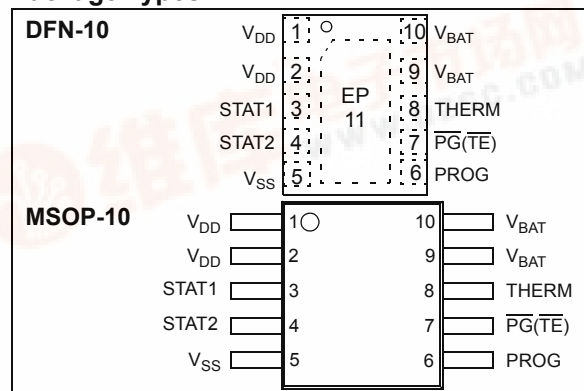 Package Types
DFN-10
VDD 1 10 VBAT
VDD 2 9 VBAT
EP
11
STAT1 3 8 THERM
STAT2 4 7 PG(TE)
VSS 5 6 PROG
MSOP-10
VDD 1 10 VBAT
VDD 2 9 VBAT
STAT1 3 8 THERM
STAT2 4 7 PG(TE)
VSS 5 6 PROG